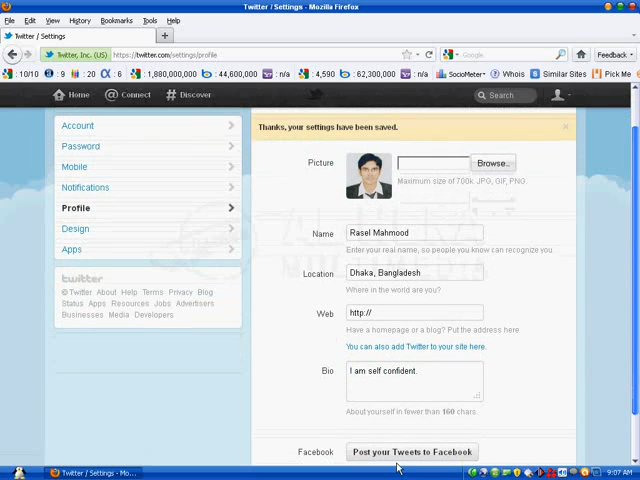 Twitter / Settings - Mozilla Firefox
File Edit View History Bookmarks Tools Help
Twitter / Settings
Twitter, Inc. (US) https://twitter.com/settings/profile Google Feedback
: 10/10 : 9 : 20 : 6 : 1,880,000,000 : 44,600,000 : n/a : 4,590 : 62,300,000 : n/a SocioMeter Whois Similar Sites Pick Me
Home Connect Discover Search
Account
Password
Mobile
Notifications
Profile
Design
Apps
twitter
© Twitter About Help Terms Privacy Blog
Status Apps Resources Jobs Advertisers
Businesses Media Developers
Thanks, your settings have been saved.
Picture Browse..
Maximum size of 700k. JPG, GIF, PNG.
Name Rasel Mahmood
Enter your real name, so people you know can recognize you.
Location Dhaka, Bangladesh
Where in the world are you?
Web http://
Have a homepage or a blog? Put the address here
You can also add Twitter to your site here.
Bio I am self confident.
About yourself in fewer than 160 chars.
Facebook Post your Tweets to Facebook
Twitter / Settings - Mo... 9:07 AM